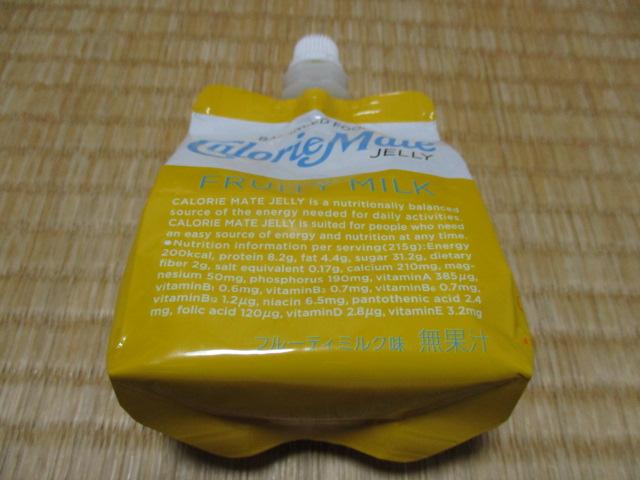 BALANCED FOOD
CalorieMate
JELLY
FRUITY MILK
CALORIE MATE JELLY is a nutritionally balanced
source of the energy needed for daily activities.
CALORIE MATE JELLY is suited for people who need
an easy source of energy and nutrition at any time.
●Nutrition information per serving(215g):Energy
200kcal, protein 8.2g, fat 4.4g, sugar 31.2g, dietary
fiber 2g, salt equivalent 0.17g, calcium 210mg, mag-
nesium 50mg, phosphorus 190mg, vitaminA 385μg,
vitaminB₁ 0.6mg, vitaminB₂ 0.7mg, vitaminB₆ 0.7mg,
vitaminB₁₂ 1.2μg, niacin 6.5mg, pantothenic acid 2.4
mg, folic acid 120μg, vitaminD 2.8μg, vitaminE 3.2mg
フルーティミルク味 無果汁